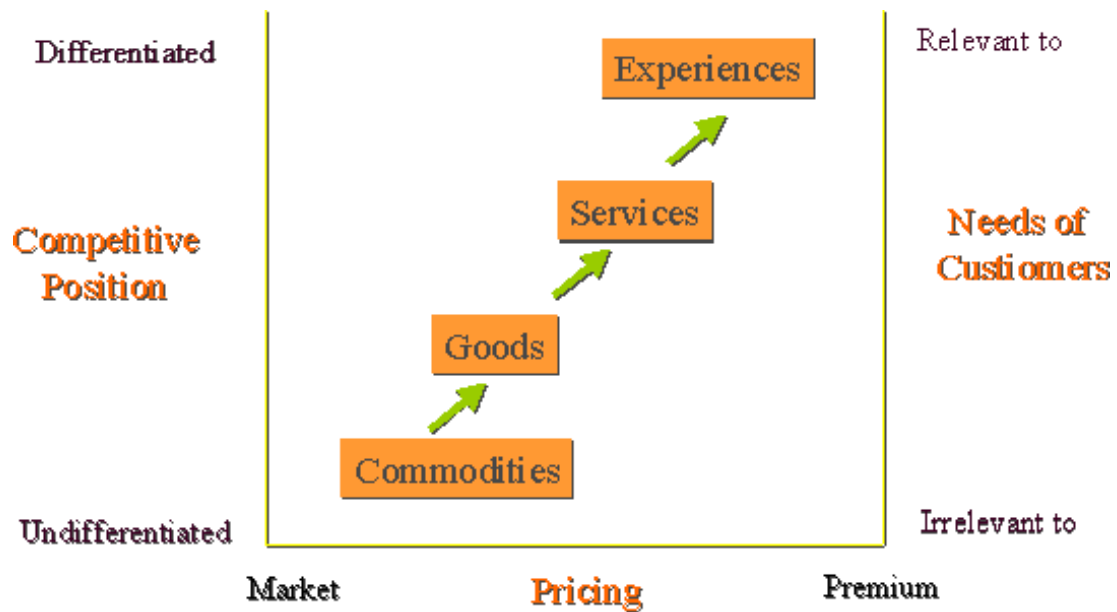 Differentiated
Experiences
Relevant to
Services
Competitive
Position
Needs of
Custiomers
Goods
Commodities
Undifferentiated
Irrelevant to
Market
Pricing
Premium